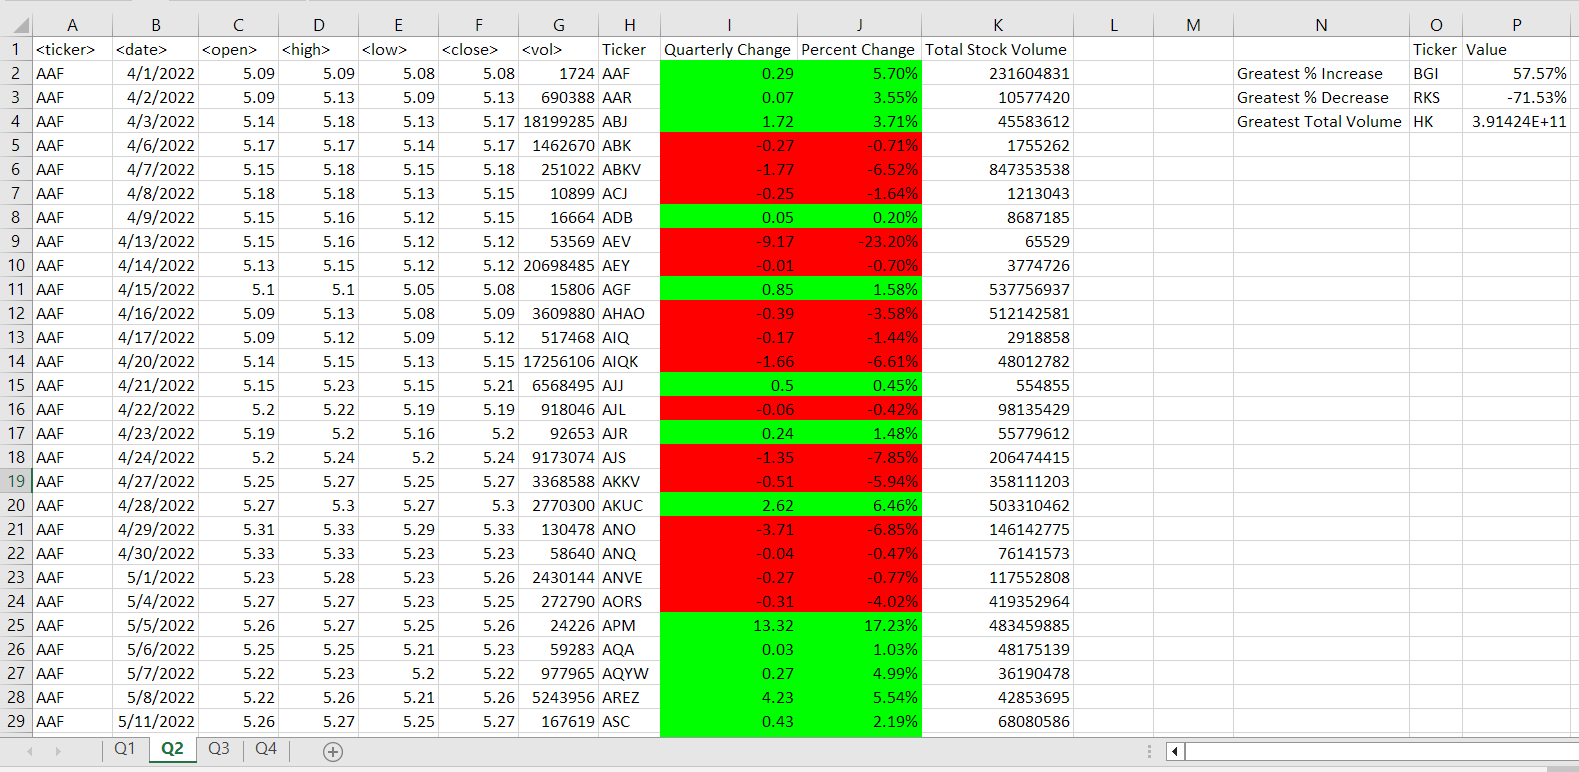 A B C D E F G H I J K L M N O P
1 <ticker> <date> <open> <high> <low> <close> <vol> Ticker Quarterly Change Percent Change Total Stock Volume Ticker Value
2 AAF 4/1/2022 5.09 5.09 5.08 5.08 1724 AAF 0.29 5.70% 231604831 Greatest % Increase BGI 57.57%
3 AAF 4/2/2022 5.09 5.13 5.09 5.13 690388 AAR 0.07 3.55% 10577420 Greatest % Decrease RKS -71.53%
4 AAF 4/3/2022 5.14 5.18 5.13 5.17 18199285 ABJ 1.72 3.71% 45583612 Greatest Total Volume HK 3.91424E+11
5 AAF 4/6/2022 5.17 5.17 5.14 5.17 1462670 ABK -0.27 -0.71% 1755262
6 AAF 4/7/2022 5.15 5.18 5.15 5.18 251022 ABKV -1.77 -6.52% 847353538
7 AAF 4/8/2022 5.18 5.18 5.13 5.15 10899 ACJ -0.25 -1.64% 1213043
8 AAF 4/9/2022 5.15 5.16 5.12 5.15 16664 ADB 0.05 0.20% 8687185
9 AAF 4/13/2022 5.15 5.16 5.12 5.12 53569 AEV -9.17 -23.20% 65529
10 AAF 4/14/2022 5.13 5.15 5.12 5.12 20698485 AEY -0.01 -0.70% 3774726
11 AAF 4/15/2022 5.1 5.1 5.05 5.08 15806 AGF 0.85 1.58% 537756937
12 AAF 4/16/2022 5.09 5.13 5.08 5.09 3609880 AHAO -0.39 -3.58% 512142581
13 AAF 4/17/2022 5.09 5.12 5.09 5.12 517468 AIQ -0.17 -1.44% 2918858
14 AAF 4/20/2022 5.14 5.15 5.13 5.15 17256106 AIQK -1.66 -6.61% 48012782
15 AAF 4/21/2022 5.15 5.23 5.15 5.21 6568495 AJJ 0.5 0.45% 554855
16 AAF 4/22/2022 5.2 5.22 5.19 5.19 918046 AJL -0.06 -0.42% 98135429
17 AAF 4/23/2022 5.19 5.2 5.16 5.2 92653 AJR 0.24 1.48% 55779612
18 AAF 4/24/2022 5.2 5.24 5.2 5.24 9173074 AJS -1.35 -7.85% 206474415
19 AAF 4/27/2022 5.25 5.27 5.25 5.27 3368588 AKKV -0.51 -5.94% 358111203
20 AAF 4/28/2022 5.27 5.3 5.27 5.3 2770300 AKUC 2.62 6.46% 503310462
21 AAF 4/29/2022 5.31 5.33 5.29 5.33 130478 ANO -3.71 -6.85% 146142775
22 AAF 4/30/2022 5.33 5.33 5.23 5.23 58640 ANQ -0.04 -0.47% 76141573
23 AAF 5/1/2022 5.23 5.28 5.23 5.26 2430144 ANVE -0.27 -0.77% 117552808
24 AAF 5/4/2022 5.27 5.27 5.23 5.25 272790 AORS -0.31 -4.02% 419352964
25 AAF 5/5/2022 5.26 5.27 5.25 5.26 24226 APM 13.32 17.23% 483459885
26 AAF 5/6/2022 5.25 5.25 5.21 5.23 59283 AQA 0.03 1.03% 48175139
27 AAF 5/7/2022 5.22 5.23 5.2 5.22 977965 AQYW 0.27 4.99% 36190478
28 AAF 5/8/2022 5.22 5.26 5.21 5.26 5243956 AREZ 4.23 5.54% 42853695
29 AAF 5/11/2022 5.26 5.27 5.25 5.27 167619 ASC 0.43 2.19% 68080586
Q1 Q2 Q3 Q4